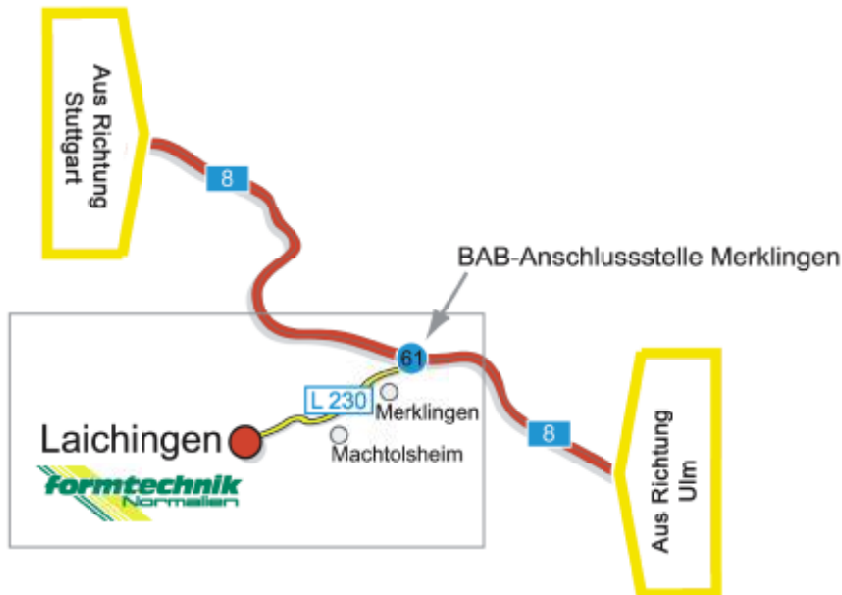 Aus Richtung
Stuttgart
8
BAB-Anschlussstelle Merklingen
61
L 230
Merklingen
Laichingen
Machtolsheim
formtechnik
Normalien
8
Aus Richtung
Ulm